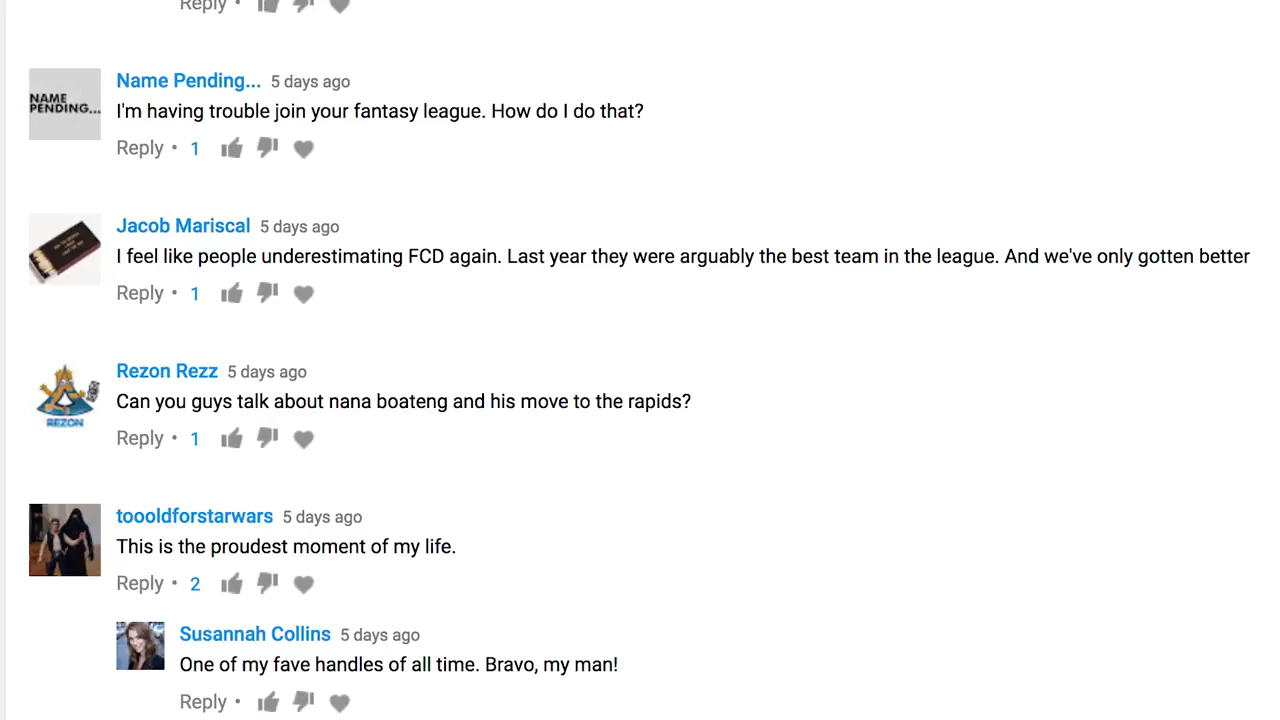 Reply •
NAME
PENDING...
Name Pending... 5 days ago
I'm having trouble join your fantasy league. How do I do that?
Reply • 1
Jacob Mariscal 5 days ago
I feel like people underestimating FCD again. Last year they were arguably the best team in the league. And we've only gotten better
Reply • 1
REZON
Rezon Rezz 5 days ago
Can you guys talk about nana boateng and his move to the rapids?
Reply • 1
toooldforstarwars 5 days ago
This is the proudest moment of my life.
Reply • 2
Susannah Collins 5 days ago
One of my fave handles of all time. Bravo, my man!
Reply •